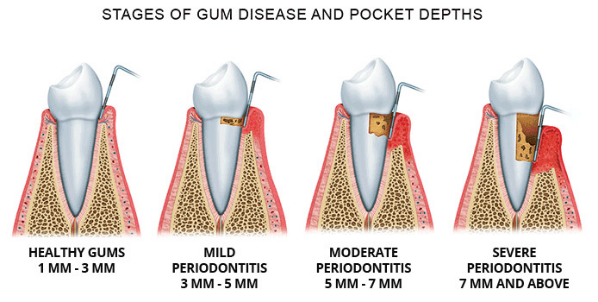 STAGES OF GUM DISEASE AND POCKET DEPTHS
HEALTHY GUMS
1 MM - 3 MM
MILD
PERIODONTITIS
3 MM - 5 MM
MODERATE
PERIODONTITIS
5 MM - 7 MM
SEVERE
PERIODONTITIS
7 MM AND ABOVE